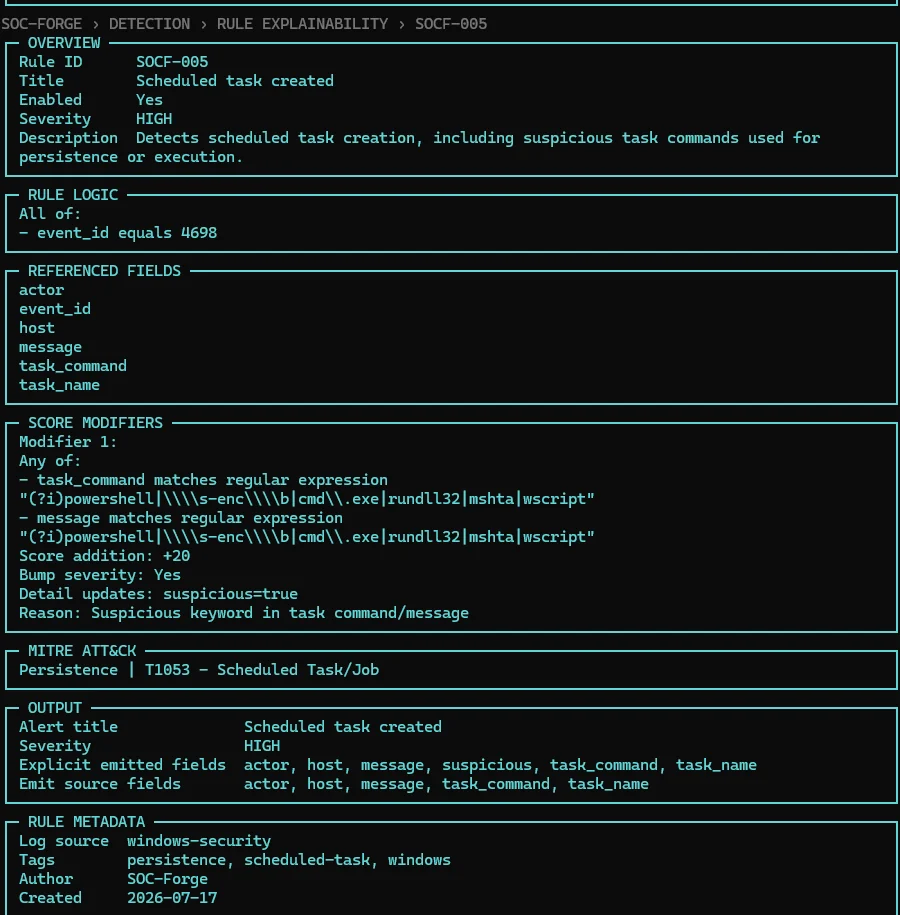 SOC-FORGE › DETECTION › RULE EXPLAINABILITY › SOCF-005
OVERVIEW
Rule ID SOCF-005
Title Scheduled task created
Enabled Yes
Severity HIGH
Description Detects scheduled task creation, including suspicious task commands used for
persistence or execution.
RULE LOGIC
All of:
- event_id equals 4698
REFERENCED FIELDS
actor
event_id
host
message
task_command
task_name
SCORE MODIFIERS
Modifier 1:
Any of:
- task_command matches regular expression
"(?i)powershell|\\\\s-enc\\\\b|cmd\\.exe|rundll32|mshta|wscript"
- message matches regular expression
"(?i)powershell|\\\\s-enc\\\\b|cmd\\.exe|rundll32|mshta|wscript"
Score addition: +20
Bump severity: Yes
Detail updates: suspicious=true
Reason: Suspicious keyword in task command/message
MITRE ATT&CK
Persistence | T1053 - Scheduled Task/Job
OUTPUT
Alert title Scheduled task created
Severity HIGH
Explicit emitted fields actor, host, message, suspicious, task_command, task_name
Emit source fields actor, host, message, task_command, task_name
RULE METADATA
Log source windows-security
Tags persistence, scheduled-task, windows
Author SOC-Forge
Created 2026-07-17